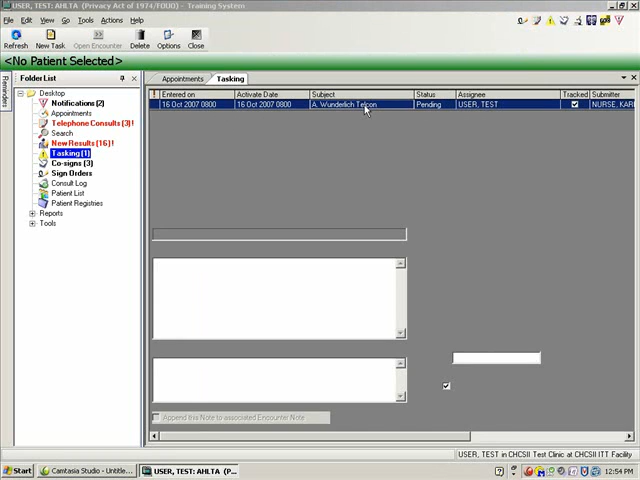 USER, TEST: AHLTA (Privacy Act of 1974/FOUO) - Training System
File Edit View Go Tools Actions Help
Refresh New Task Open Encounter Delete Options Close
<No Patient Selected>
Reminders
Folder List
Desktop
Notifications (2)
Appointments
Telephone Consults (3)!
Search
New Results (16)!
Tasking (1)
Co-signs (3)
Sign Orders
Consult Log
Patient List
Patient Registries
Reports
Tools
Appointments Tasking
! Entered on Activate Date Subject Status Assignee Tracked Submitter
16 Oct 2007 0800 16 Oct 2007 0800 A. Wunderlich Telcon Pending USER, TEST NURSE, KARI
Append this Note to associated Encounter Note
USER, TEST in CHCSII Test Clinic at CHCSII ITT Facility
Start Camtasia Studio - Untitle... USER, TEST: AHLTA (P... 12:54 PM